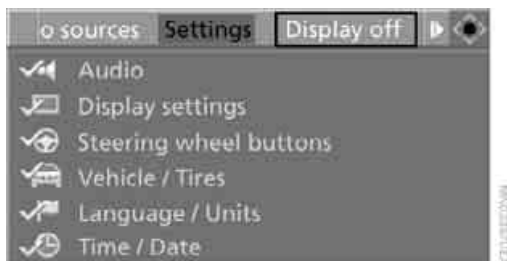 o sources Settings Display off
Audio
Display settings
Steering wheel buttons
Vehicle / Tires
Language / Units
Time / Date